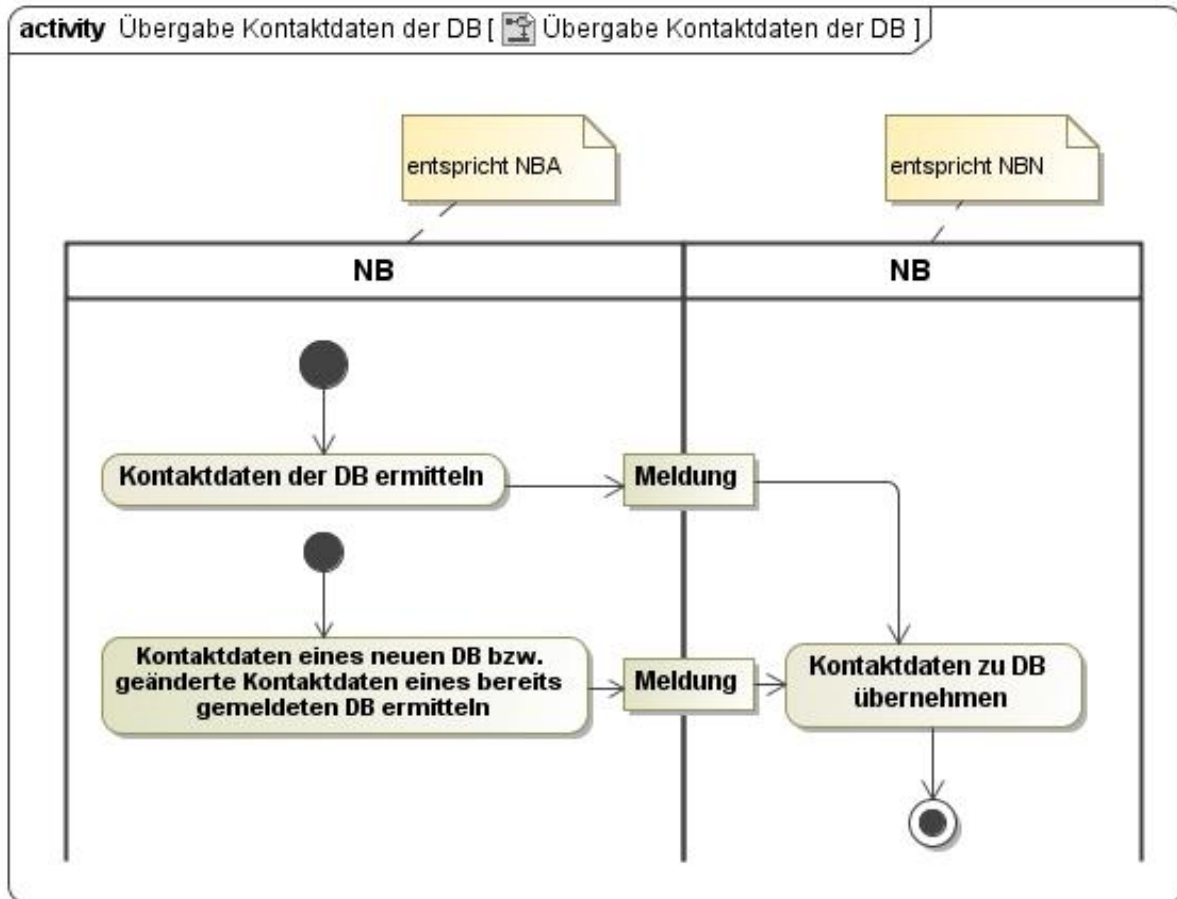 activity Übergabe Kontaktdaten der DB [ Übergabe Kontaktdaten der DB ]
entspricht NBA
entspricht NBN
NB
NB
Kontaktdaten der DB ermitteln
Meldung
Kontaktdaten eines neuen DB bzw.
geänderte Kontaktdaten eines bereits
gemeldeten DB ermitteln
Meldung
Kontaktdaten zu DB
übernehmen